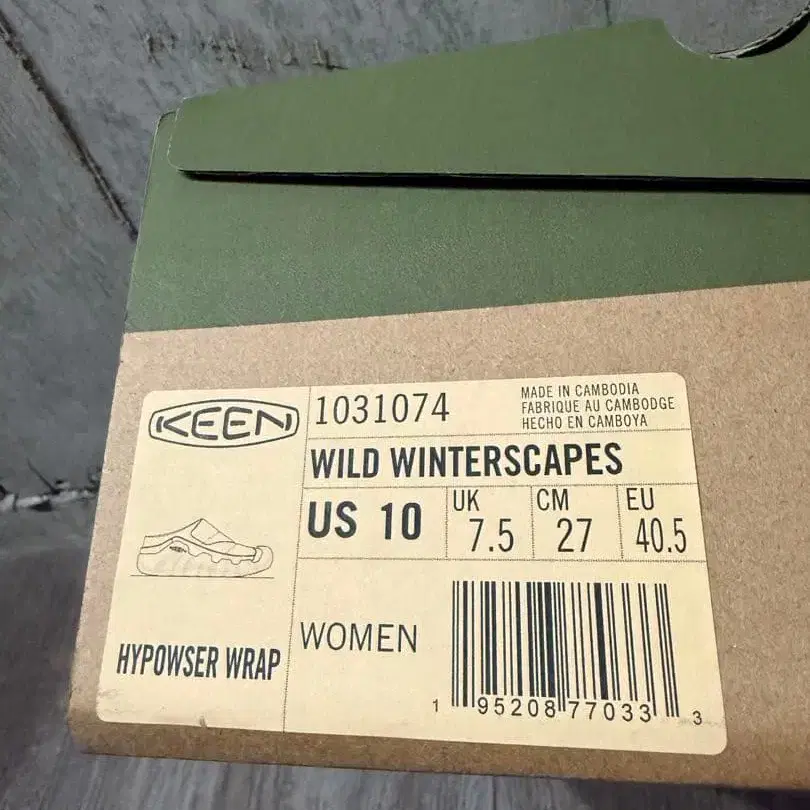 KEEN
1031074
MADE IN CAMBODIA
FABRIQUE AU CAMBODGE
HECHO EN CAMBOYA
WILD WINTERSCAPES
US 10
UK 7.5
CM 27
EU 40.5
HYPOWSER WRAP
WOMEN
1 95208 77033 3